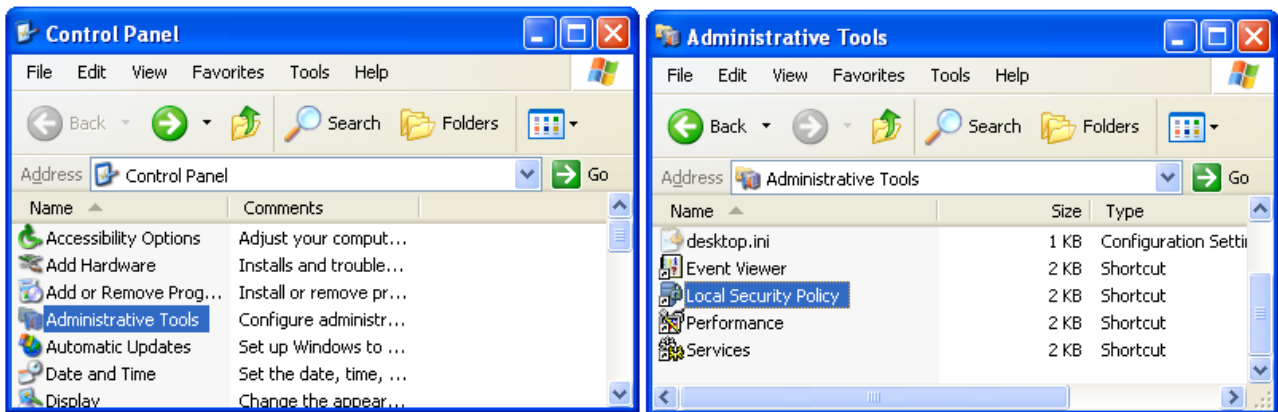 Control Panel
File Edit View Favorites Tools Help
Back Search Folders
Address Control Panel Go
Name Comments
Accessibility Options Adjust your comput...
Add Hardware Installs and trouble...
Add or Remove Prog... Install or remove pr...
Administrative Tools Configure administr...
Automatic Updates Set up Windows to ...
Date and Time Set the date, time, ...
Display Change the appear...
Administrative Tools
File Edit View Favorites Tools Help
Back Search Folders
Address Administrative Tools Go
Name Size Type
desktop.ini 1 KB Configuration Setti
Event Viewer 2 KB Shortcut
Local Security Policy 2 KB Shortcut
Performance 2 KB Shortcut
Services 2 KB Shortcut